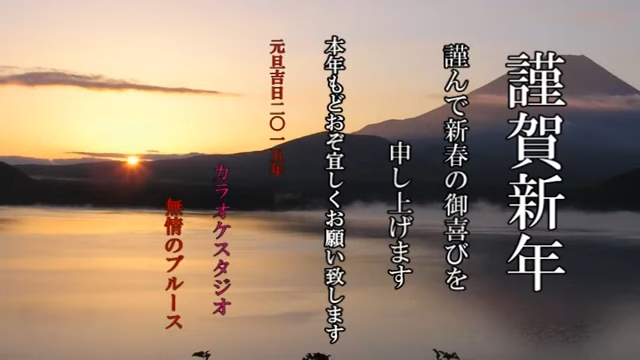 謹賀新年
謹んで新春の御喜びを
申し上げます
本年もどおぞ宜しくお願い致します
元旦吉日二〇一五年
カラオケスタジオ
無情のブルース